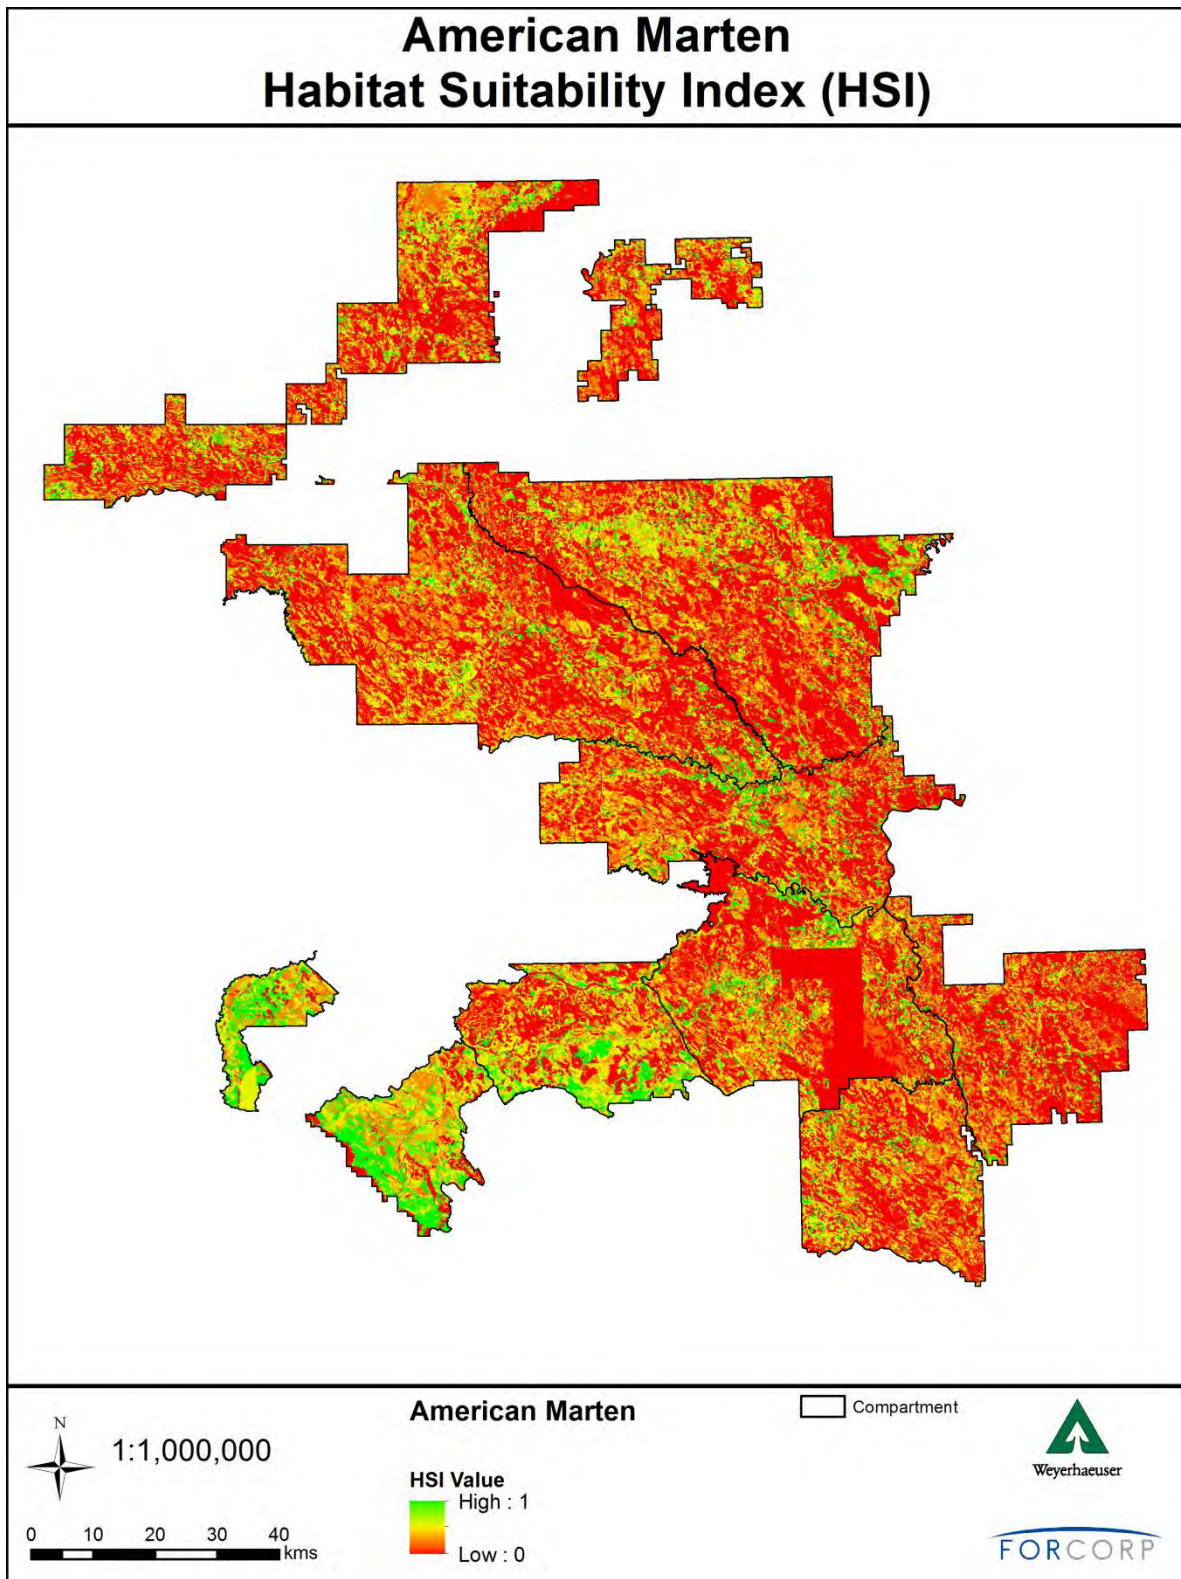 American Marten
Habitat Suitability Index (HSI)
N
1:1,000,000
0 10 20 30 40
kms
American Marten
HSI Value
High : 1
Low : 0
Compartment
Weyerhaeuser
FORCORP